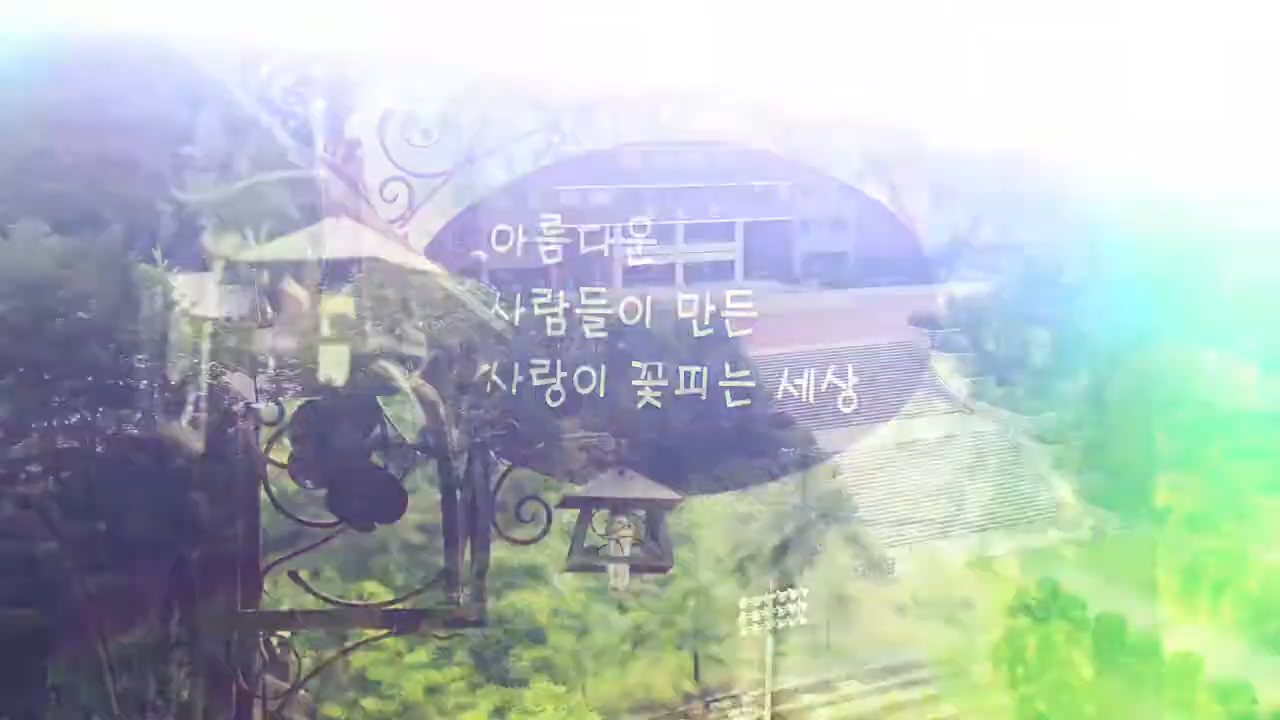 아름다운
사람들이 만든
사랑이 꽃피는 세상